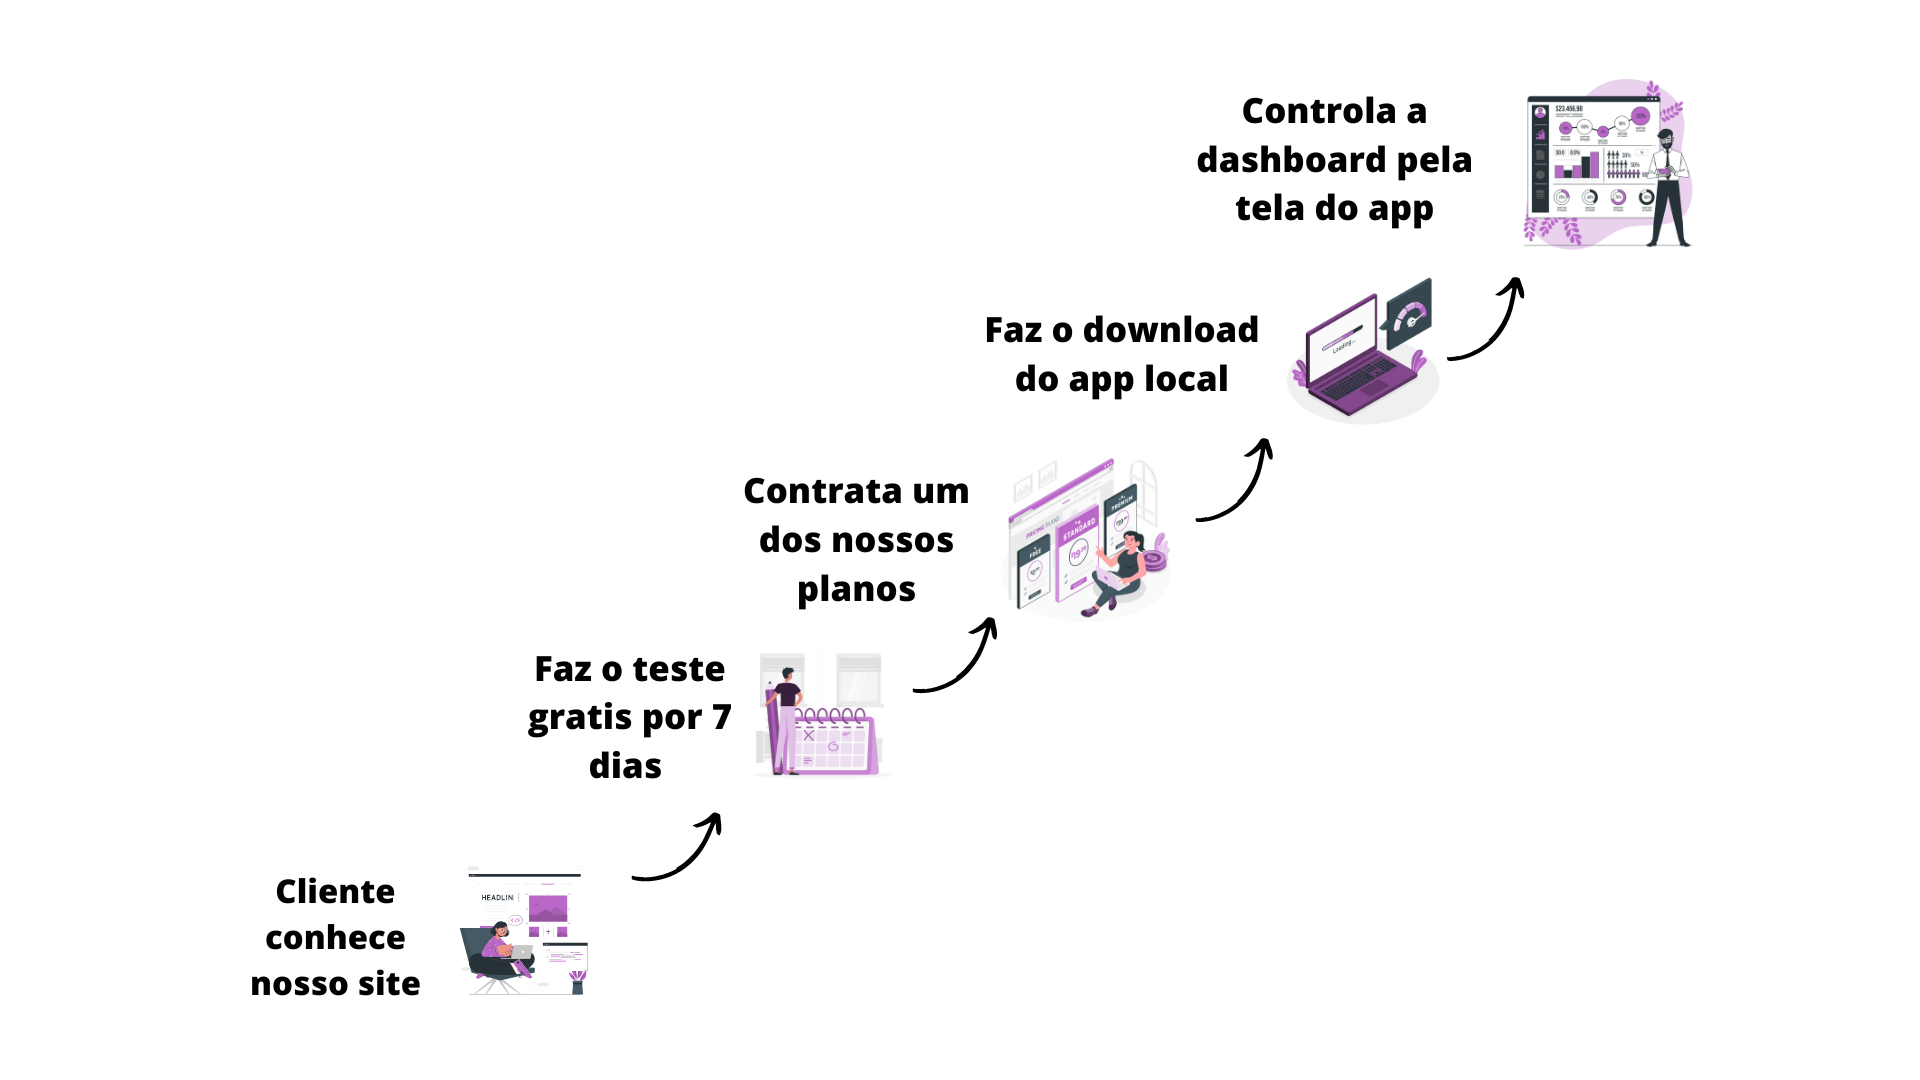 Controla a
dashboard pela
tela do app
$23.456,90
Faz o download
do app local
Loading...
Contrata um
dos nossos
planos
PRICING PLANS
FREE
STANDARD
PREMIUM
Faz o teste
gratis por 7
dias
Cliente
conhece
nosso site
HEADLIN